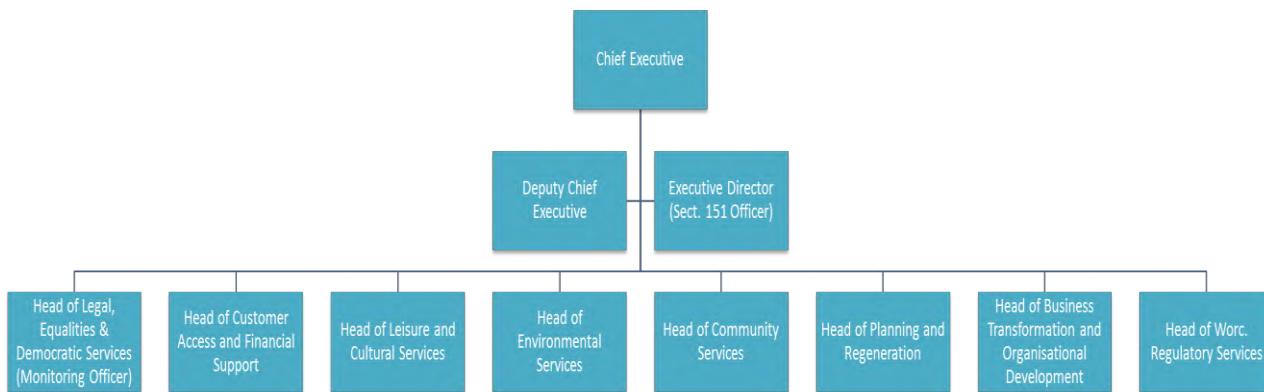 Chief Executive
Deputy Chief
Executive
Executive Director
(Sect. 151 Officer)
Head of Legal,
Equalities &
Democratic Services
(Monitoring Officer)
Head of Customer
Access and Financial
Support
Head of Leisure and
Cultural Services
Head of
Environmental
Services
Head of Community
Services
Head of Planning and
Regeneration
Head of Business
Transformation and
Organisational
Development
Head of Worc.
Regulatory Services